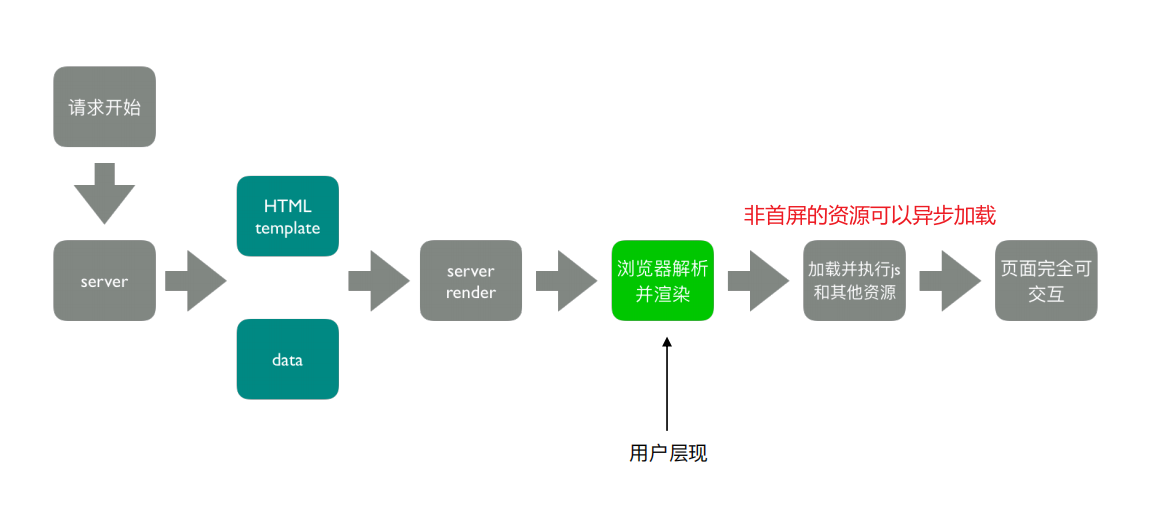 请求开始
server
HTML
template
data
server
render
浏览器解析
并渲染
用户层现
非首屏的资源可以异步加载
加载并执行js
和其他资源
页面完全可
交互